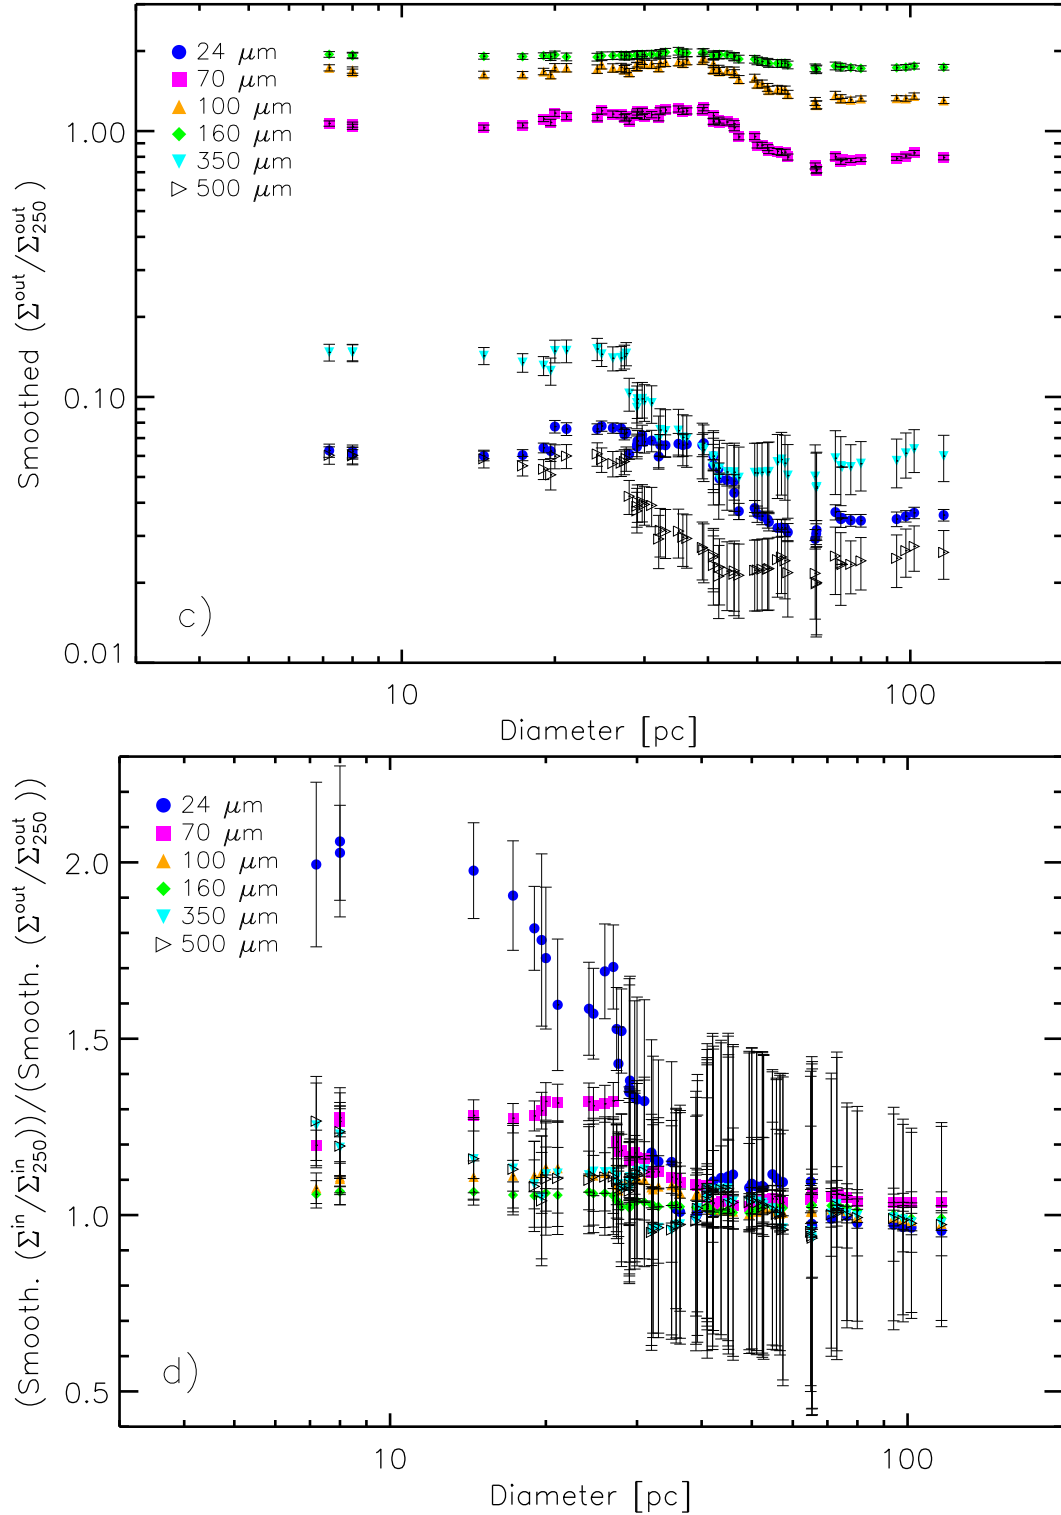 24 μm
70 μm
100 μm
160 μm
350 μm
500 μm
1.00
0.10
0.01
Smoothed (Σ^out/Σ^out_250)
c)
10
100
Diameter [pc]
24 μm
70 μm
100 μm
160 μm
350 μm
500 μm
2.0
1.5
1.0
0.5
(Smooth. (Σ^in/Σ^in_250))/(Smooth. (Σ^out/Σ^out_250))
d)
10
100
Diameter [pc]